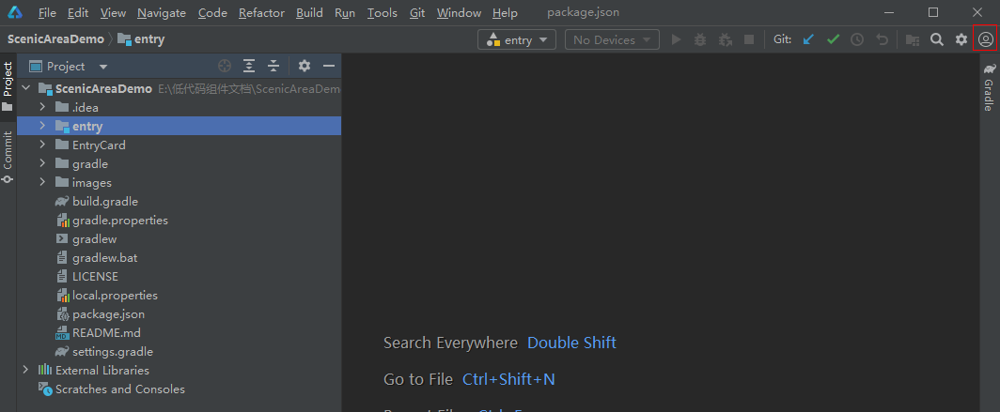 File Edit View Navigate Code Refactor Build Run Tools Git Window Help package.json
ScenicAreaDemo entry entry No Devices Git:
Project
Project
ScenicAreaDemo E:\低代码组件文档\ScenicAreaDem
.idea
entry
EntryCard
gradle
images
build.gradle
gradle.properties
gradlew
gradlew.bat
LICENSE
local.properties
package.json
README.md
settings.gradle
External Libraries
Scratches and Consoles
Commit
Search Everywhere Double Shift
Go to File Ctrl+Shift+N
Gradle